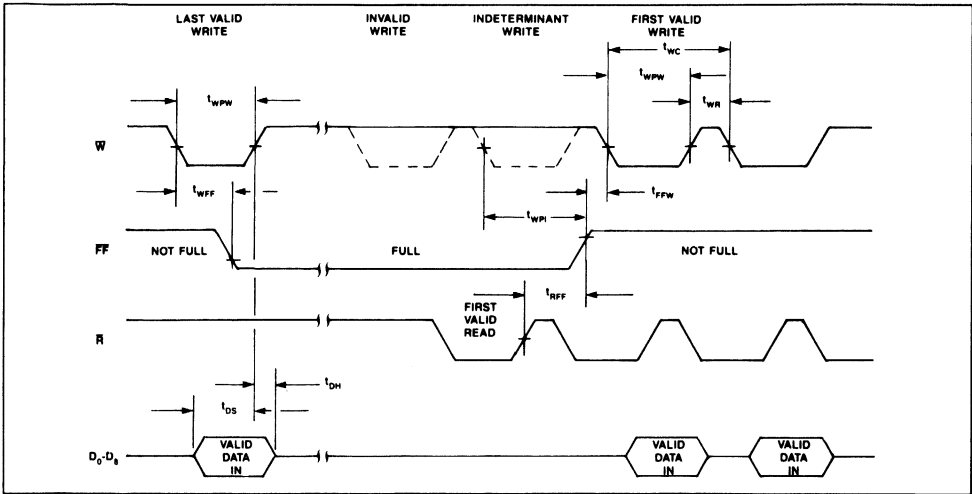 LAST VALID
WRITE
INVALID
WRITE
INDETERMINANT
WRITE
FIRST VALID
WRITE
tWC
tWPW
tWPW
tWR
W̅
tWFF
tFFW
tWPI
F̅F̅
NOT FULL
FULL
NOT FULL
tRFF
FIRST
VALID
READ
R̅
tDH
tDS
D0-D8
VALID
DATA
IN
VALID
DATA
IN
VALID
DATA
IN